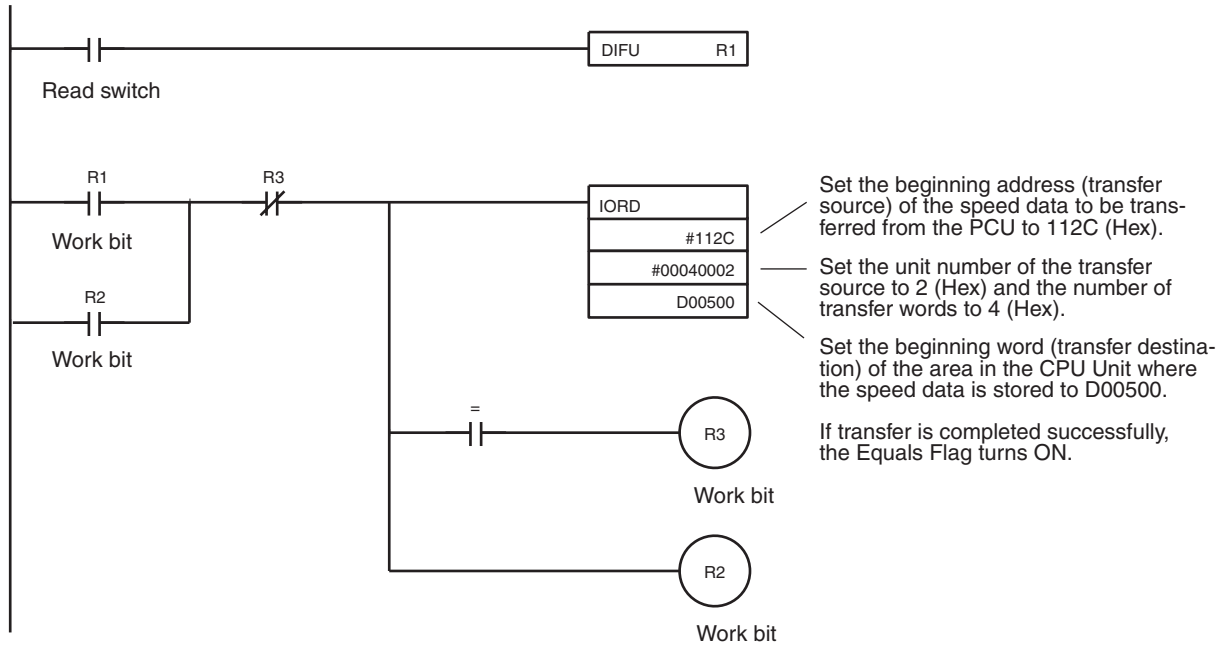 DIFU R1
Read switch
R1
R3
Work bit
R2
Work bit
IORD
#112C
#00040002
D00500
Set the beginning address (transfer
source) of the speed data to be trans-
ferred from the PCU to 112C (Hex).
Set the unit number of the transfer
source to 2 (Hex) and the number of
transfer words to 4 (Hex).
Set the beginning word (transfer destina-
tion) of the area in the CPU Unit where
the speed data is stored to D00500.
If transfer is completed successfully,
the Equals Flag turns ON.
=
R3
Work bit
R2
Work bit